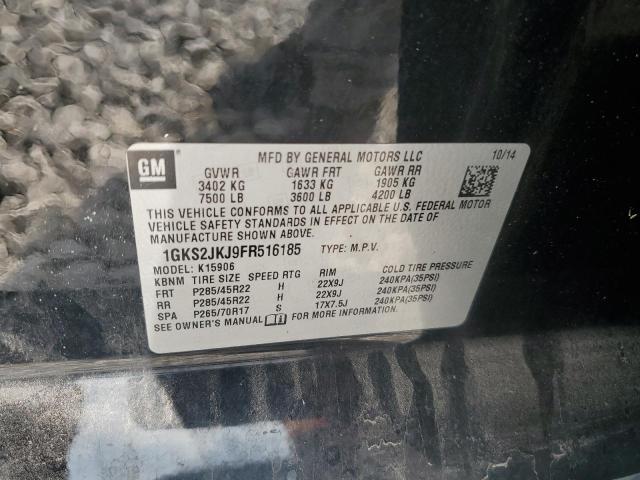 GM
MFD BY GENERAL MOTORS LLC 10/14
GVWR GAWR FRT GAWR RR
3402 KG 1633 KG 1905 KG
7500 LB 3600 LB 4200 LB
THIS VEHICLE CONFORMS TO ALL APPLICABLE U.S. FEDERAL MOTOR
VEHICLE SAFETY STANDARDS IN EFFECT ON THE DATE OF
MANUFACTURE SHOWN ABOVE.
1GKS2JKJ9FR516185 TYPE: M.P.V.
MODEL: K15906
KBNM TIRE SIZE SPEED RTG RIM COLD TIRE PRESSURE
FRT P285/45R22 H 22X9J 240KPA(35PSI)
RR P285/45R22 H 22X9J 240KPA(35PSI)
SPA P265/70R17 S 17X7.5J 240KPA(35PSI)
SEE OWNER'S MANUAL FOR MORE INFORMATION.